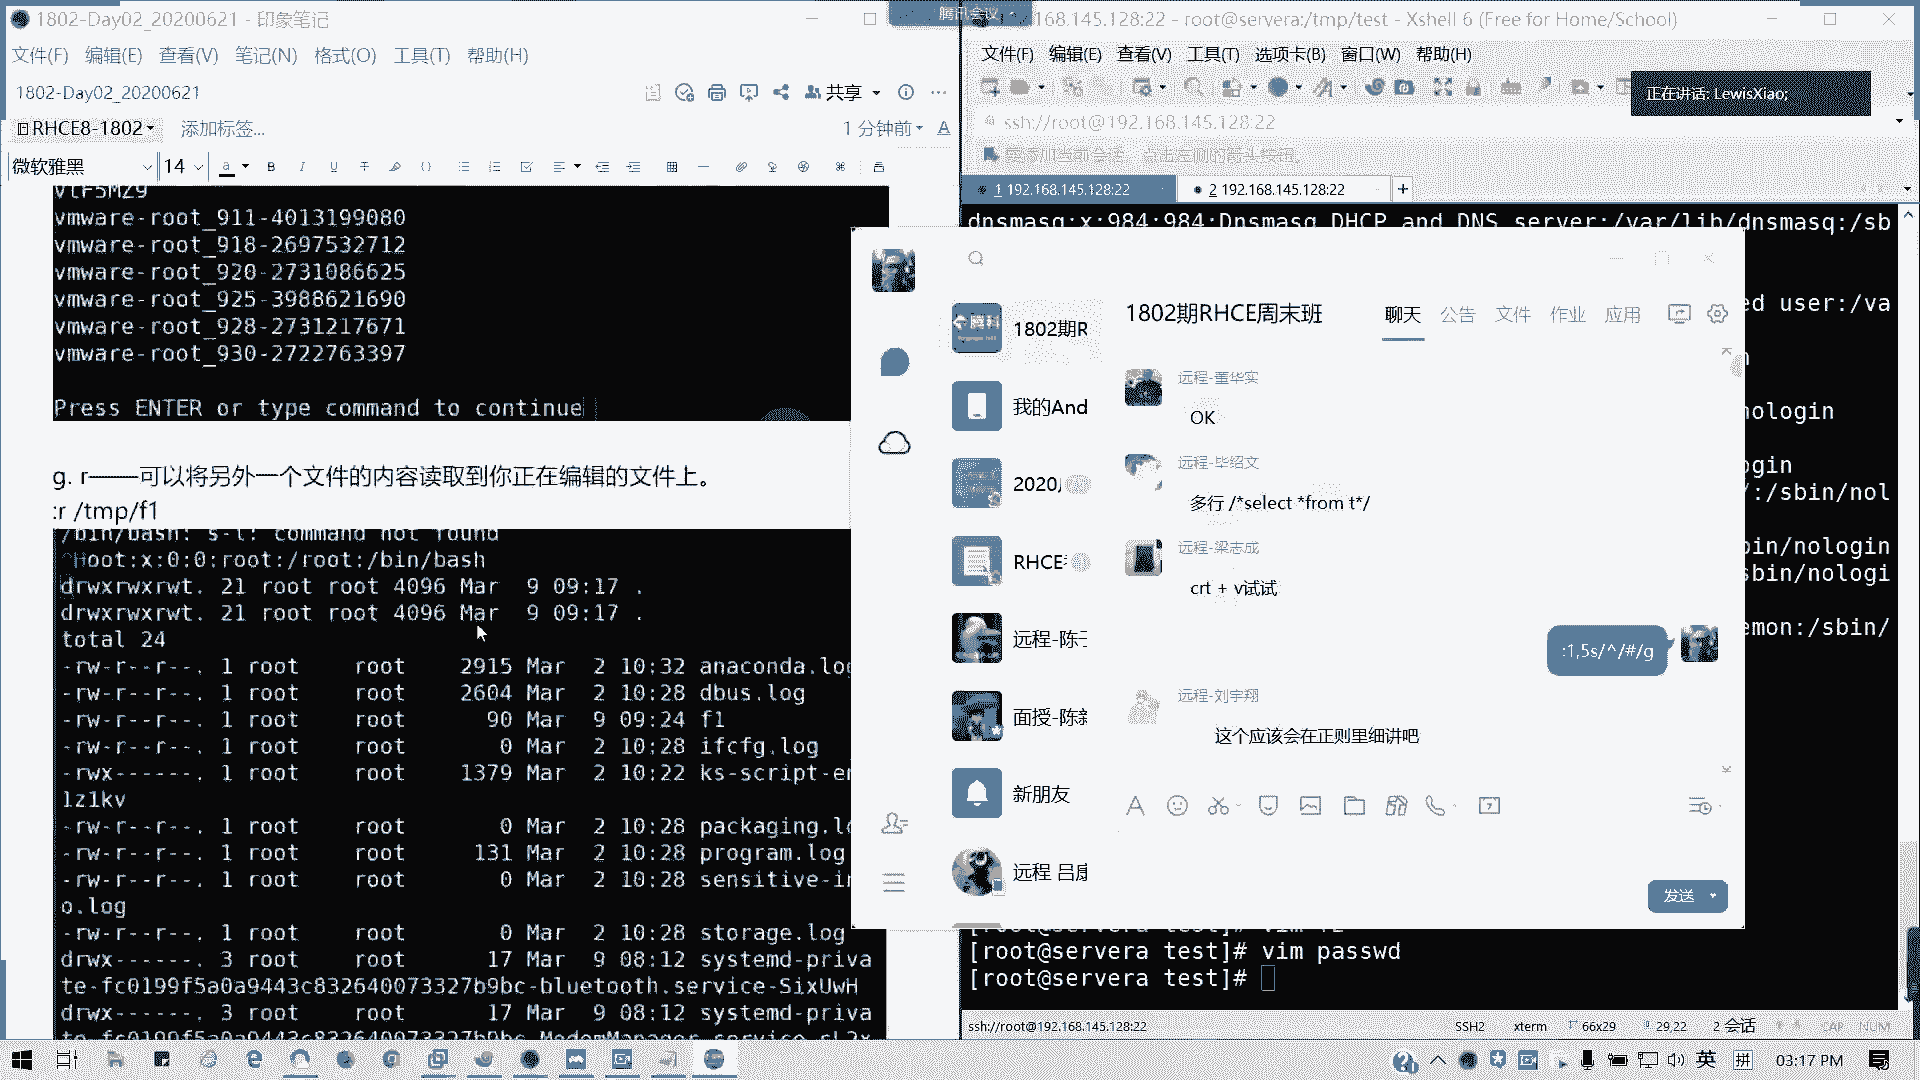 1802-Day02_20200621 - 印象笔记
文件(F) 编辑(E) 查看(V) 笔记(N) 格式(O) 工具(T) 帮助(H)
1802-Day02_20200621
共享
RHCE8-1802 添加标签...
1 分钟前
微软雅黑 14
vmware-root_911-4013199080
vmware-root_918-2697532712
vmware-root_920-2731086625
vmware-root_925-3988621690
vmware-root_928-2731217671
vmware-root_930-2722763397
Press ENTER or type command to continue
g. r——可以将另外一个文件的内容读取到你正在编辑的文件上。
:r /tmp/f1
/bin/bash: s-l: command not found
^Hoot:x:0:0:root:/root:/bin/bash
drwxrwxrwt. 21 root root 4096 Mar 9 09:17 .
drwxrwxrwt. 21 root root 4096 Mar 9 09:17 .
total 24
-rw-r--r--. 1 root root 2915 Mar 2 10:32 anaconda.log
-rw-r--r--. 1 root root 2604 Mar 2 10:28 dbus.log
-rw-r--r--. 1 root root 90 Mar 9 09:24 f1
-rw-r--r--. 1 root root 0 Mar 2 10:28 ifcfg.log
-rwx------. 1 root root 1379 Mar 2 10:22 ks-script-en
lz1kv
-rw-r--r--. 1 root root 0 Mar 2 10:28 packaging.lo
-rw-r--r--. 1 root root 131 Mar 2 10:28 program.log
-rw-r--r--. 1 root root 0 Mar 2 10:28 sensitive-in
o.log
-rw-r--r--. 1 root root 0 Mar 2 10:28 storage.log
drwx------. 3 root root 17 Mar 9 08:12 systemd-priva
te-fc0199f5a0a9443c832640073327b9bc-bluetooth.service-SixUwH
drwx------. 3 root root 17 Mar 9 08:12 systemd-priva
腾讯会议
192.168.145.128:22 - root@servera:/tmp/test - Xshell 6 (Free for Home/School)
文件(F) 编辑(E) 查看(V) 工具(T) 选项卡(B) 窗口(W) 帮助(H)
正在讲话: LewisXiao;
ssh://root@192.168.145.128:22
要添加当前会话，点击左侧的箭头按钮。
1 192.168.145.128:22 2 192.168.145.128:22 +
dnsmasq:x:984:984:Dnsmasq DHCP and DNS server:/var/lib/dnsmasq:/sb
ed user:/va
nologin
ogin
:/sbin/nol
bin/nologin
sbin/nologi
emon:/sbin/
1802期R
我的And
2020
RHCE
远程-陈
面授-陈
新朋友
远程 吕
1802期RHCE周末班
聊天 公告 文件 作业 应用
远程-董华实
OK
远程-毕绍文
多行 /*select *from t*/
远程-梁志成
crt + v试试
:1,5s/^/#/g
远程-刘宇翔
这个应该会在正则里细讲吧
发送
[root@servera test]# vim passwd
[root@servera test]#
ssh://root@192.168.145.128:22 SSH2 xterm 66x29 29,22 2 会话 CAP NUM
英 拼 03:17 PM